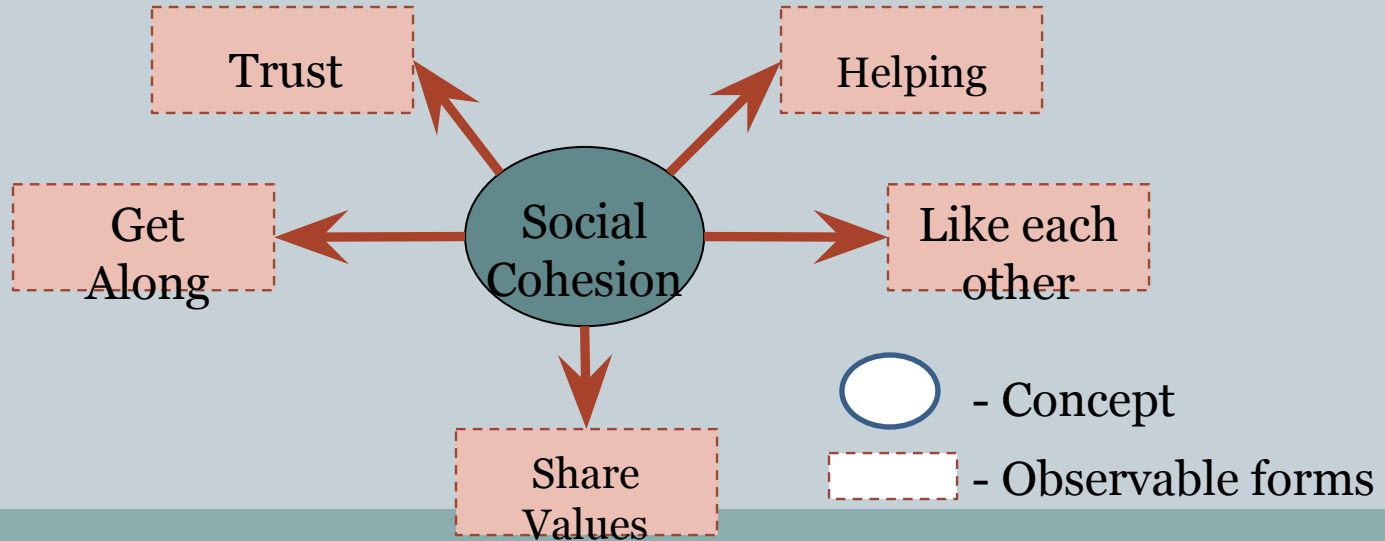 Trust
Helping
Get
Along
Social
Cohesion
Like each
other
Share
Values
- Concept
- Observable forms